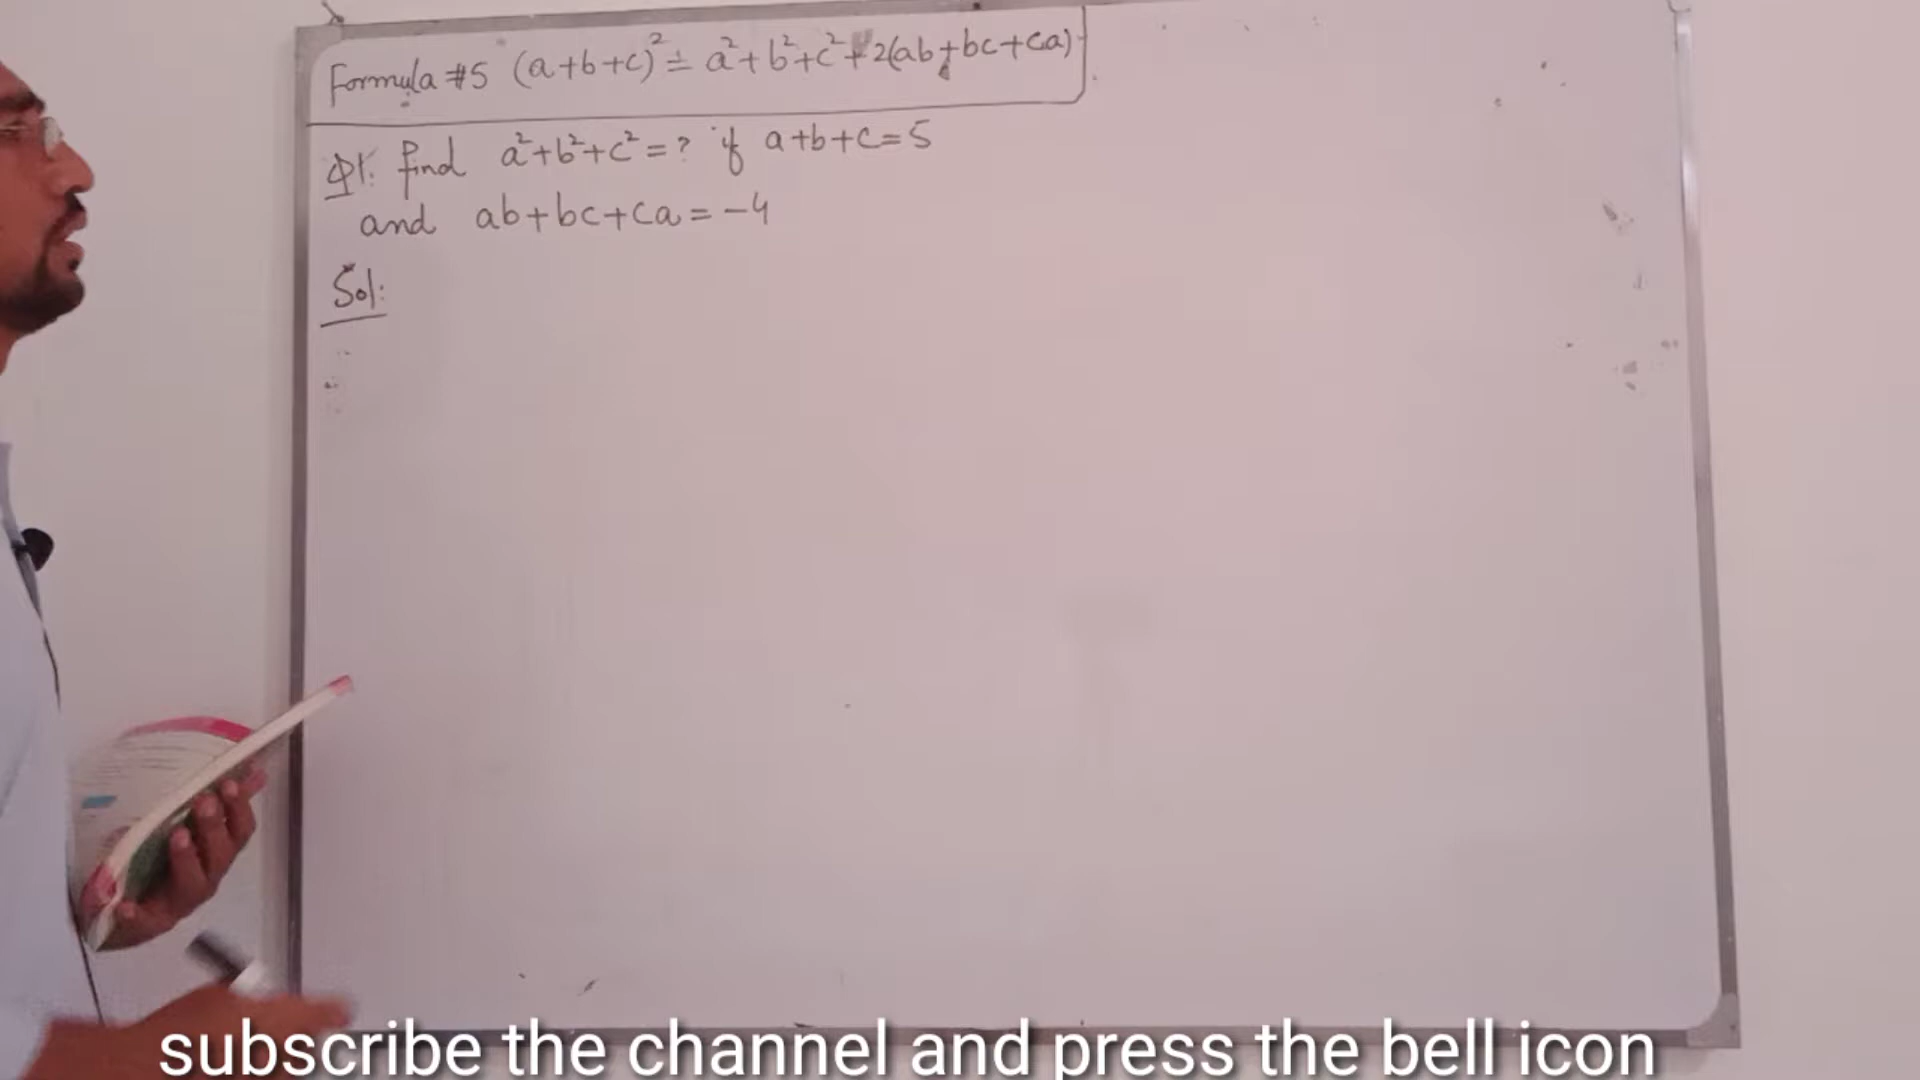 Formula #5 (a+b+c)² = a²+b²+c²+2(ab+bc+ca)
Q1: find a²+b²+c²=? if a+b+c=5
and ab+bc+ca=-4
Sol:
subscribe the channel and press the bell icon